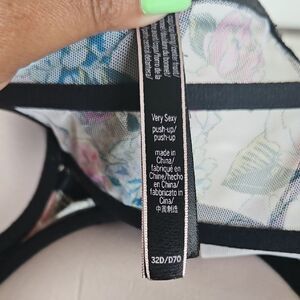 Very Sexy
push-up/
push-up
made in
China/
fabriqué en
Chine/hecho
en China/
fabbricato in
Cina/
中国制造
32D/D70